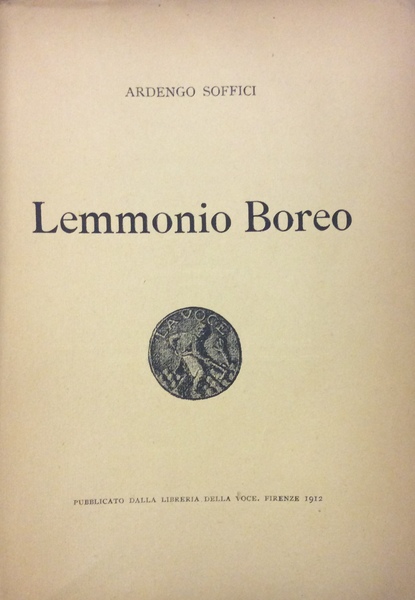 ARDENGO SOFFICI
Lemmonio Boreo
LA VOCE
PUBBLICATO DALLA LIBRERIA DELLA VOCE. FIRENZE 1912